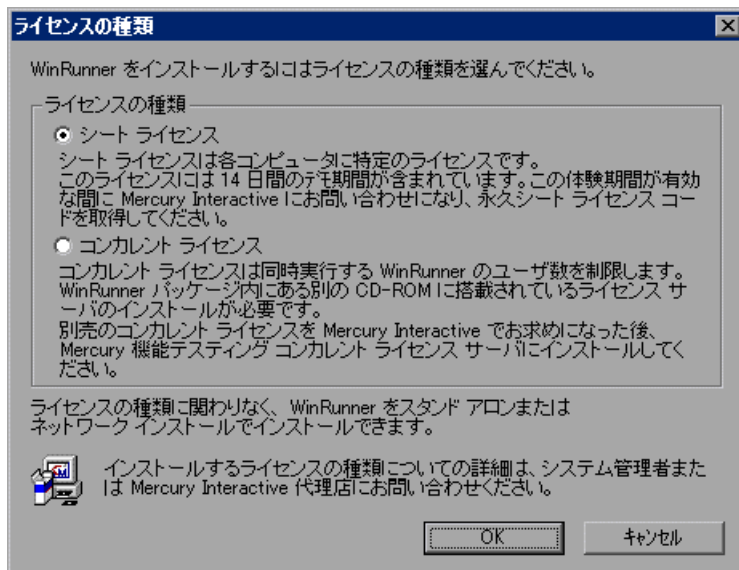 ライセンスの種類
WinRunner をインストールするにはライセンスの種類を選んでください。
ライセンスの種類
シート ライセンス
シート ライセンスは各コンピュータに特定のライセンスです。
このライセンスには 14 日間のデモ期間が含まれています。この体験期間が有効
な間に Mercury Interactive にお問い合わせになり、永久シート ライセンス コー
ドを取得してください。
コンカレント ライセンス
コンカレント ライセンスは同時実行する WinRunner のユーザ数を制限します。
WinRunner パッケージ内にある別の CD-ROM に搭載されているライセンス サ
ーバのインストールが必要です。
別売のコンカレント ライセンスを Mercury Interactive でお求めになった後、
Mercury 機能テスティング コンカレント ライセンス サーバにインストールしてく
ださい。
ライセンスの種類に関わりなく、WinRunner をスタンド アロンまたは
ネットワーク インストールでインストールできます。
インストールするライセンスの種類についての詳細は、システム管理者また
は Mercury Interactive 代理店にお問い合わせください。
OK
キャンセル